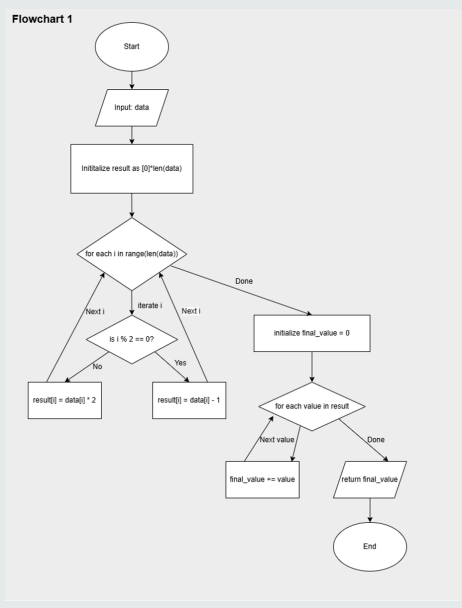 Flowchart 1
Start
Input: data
Inititalize result as [0]*len(data)
for each i in range(len(data))
Done
iterate i
Next i
Next i
is i % 2 == 0?
initialize final_value = 0
No
Yes
result[i] = data[i] * 2
result[i] = data[i] - 1
for each value in result
Next value
Done
final_value += value
return final_value
End